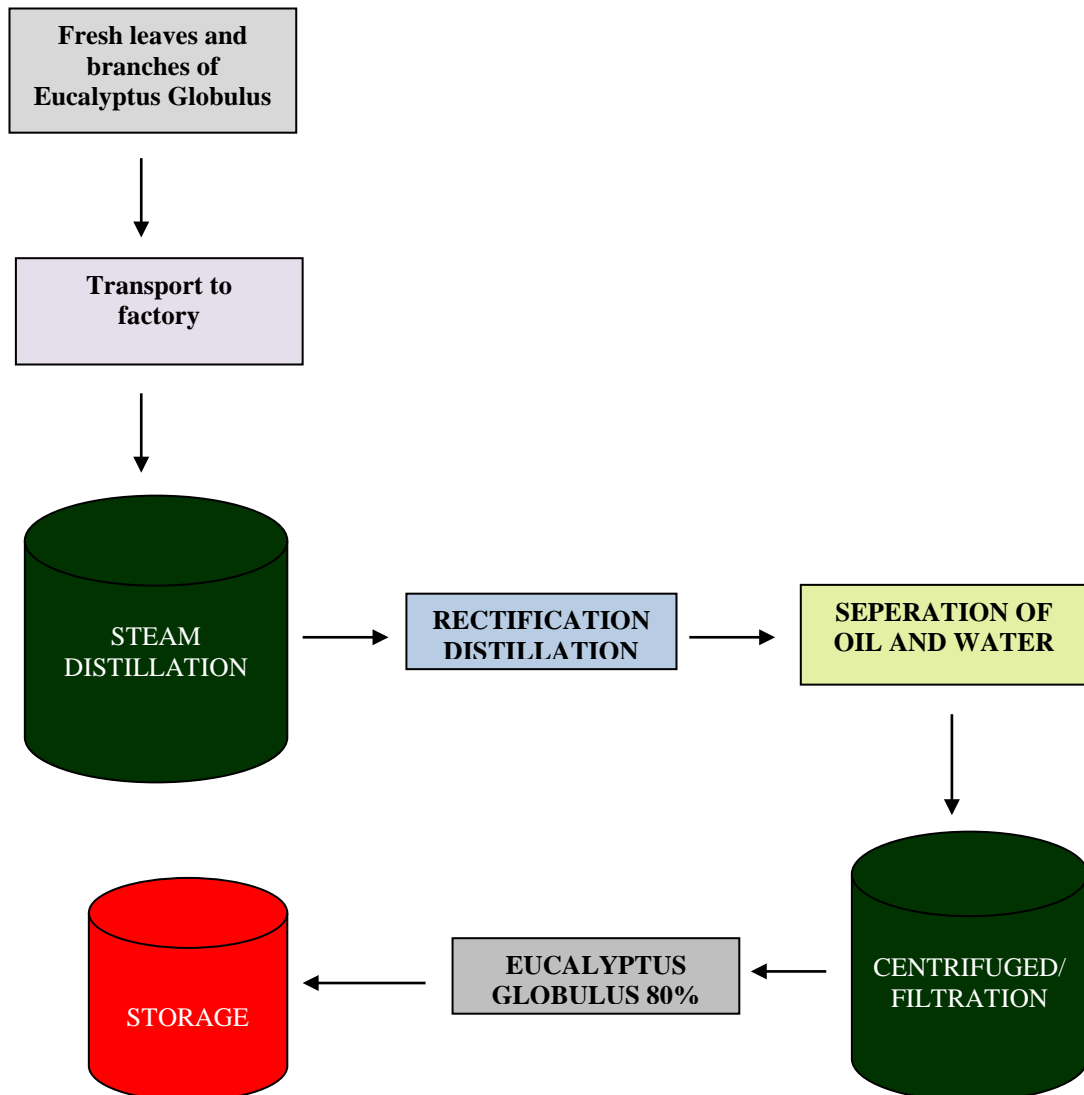 Fresh leaves and
branches of
Eucalyptus Globulus
Transport to
factory
STEAM
DISTILLATION
RECTIFICATION
DISTILLATION
SEPERATION OF
OIL AND WATER
CENTRIFUGED/
FILTRATION
EUCALYPTUS
GLOBULUS 80%
STORAGE